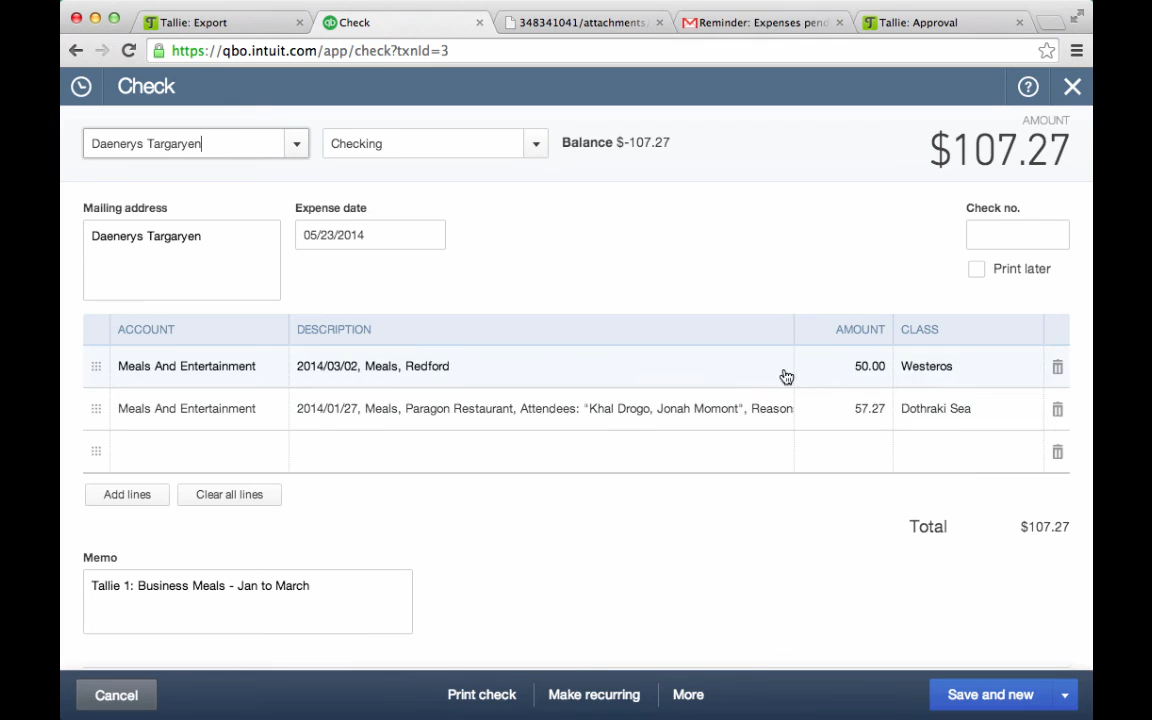 Tallie: Export
Check
348341041/attachments/
Reminder: Expenses pend
Tallie: Approval
https://qbo.intuit.com/app/check?txnId=3
Check
Daenerys Targaryen
Checking
Balance $-107.27
AMOUNT
$107.27
Mailing address
Daenerys Targaryen
Expense date
05/23/2014
Check no.
Print later
ACCOUNT DESCRIPTION AMOUNT CLASS
Meals And Entertainment 2014/03/02, Meals, Redford 50.00 Westeros
Meals And Entertainment 2014/01/27, Meals, Paragon Restaurant, Attendees: "Khal Drogo, Jonah Momont", Reason: 57.27 Dothraki Sea
Add lines Clear all lines
Total $107.27
Memo
Tallie 1: Business Meals - Jan to March
Cancel Print check Make recurring More Save and new